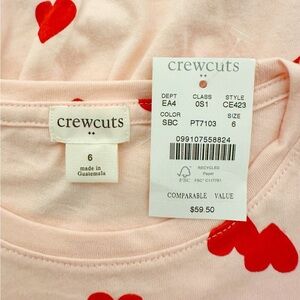 crewcuts
6
made in
Guatemala
crewcuts
DEPT CLASS STYLE
EA4 0S1 CE423
COLOR SIZE
SBC PT7103 6
099107558824
RECYCLED
Paper
FSC
COMPARABLE VALUE
$59.50